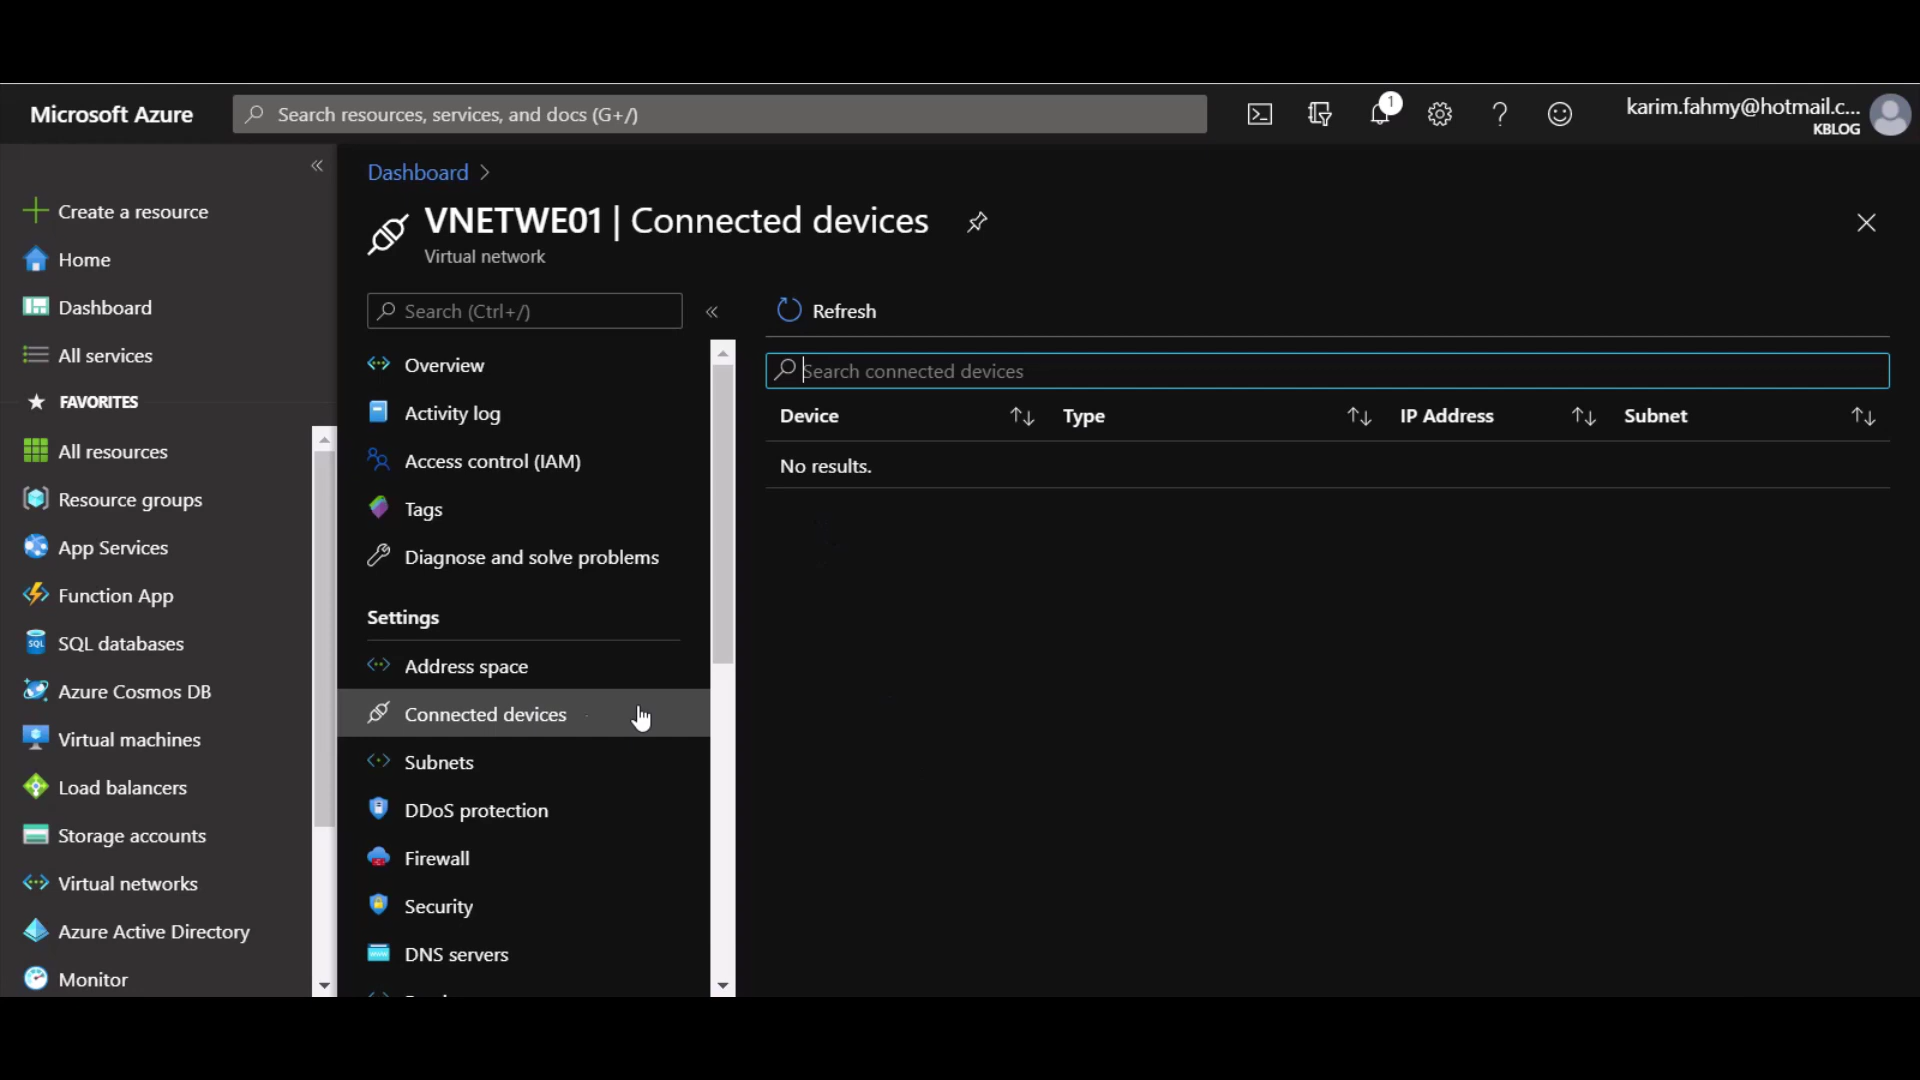 Microsoft Azure
Search resources, services, and docs (G+/)
1
karim.fahmy@hotmail.c...
KBLOG
Create a resource
Home
Dashboard
All services
FAVORITES
All resources
Resource groups
App Services
Function App
SQL databases
Azure Cosmos DB
Virtual machines
Load balancers
Storage accounts
Virtual networks
Azure Active Directory
Monitor
Dashboard
VNETWE01 | Connected devices
Virtual network
Search (Ctrl+/)
Overview
Activity log
Access control (IAM)
Tags
Diagnose and solve problems
Settings
Address space
Connected devices
Subnets
DDoS protection
Firewall
Security
DNS servers
Refresh
Search connected devices
Device Type IP Address Subnet
No results.